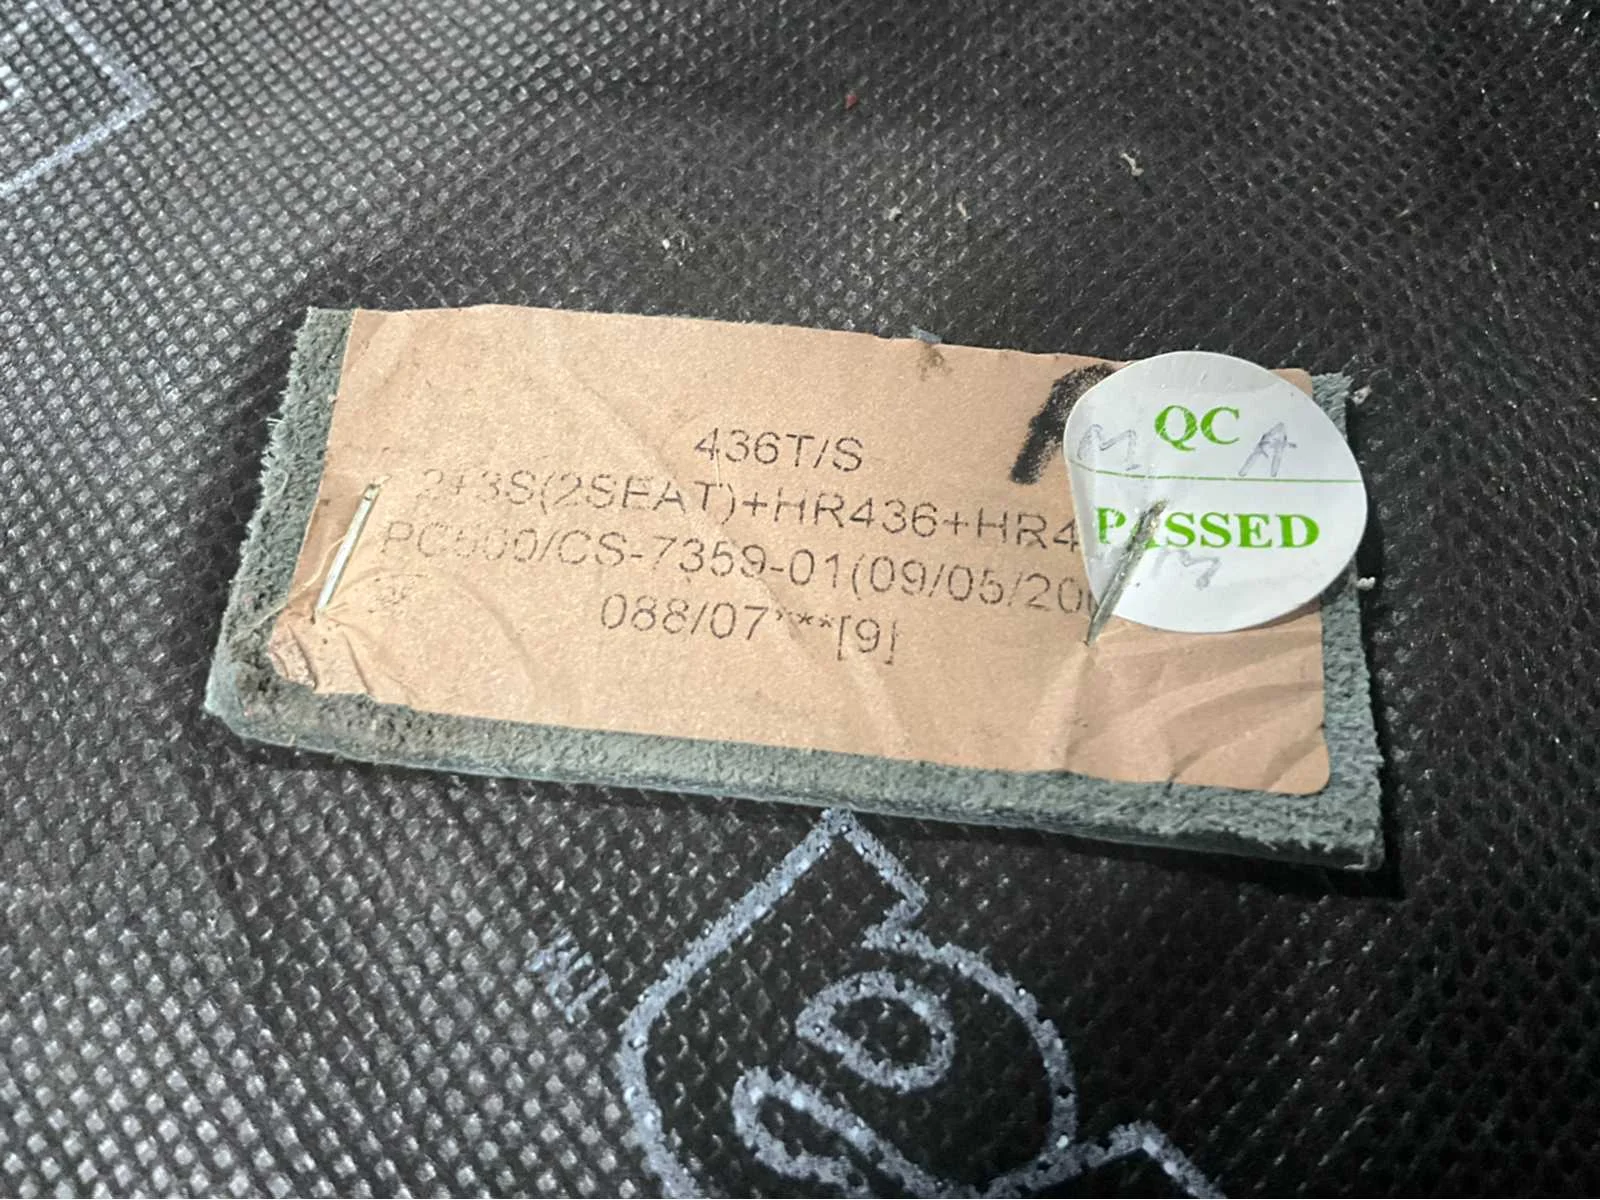 436T/S
2+3S(2SEAT)+HR436+HR4
PC500/CS-7359-01(09/05/20
088/07***[9]
QC
M A
PASSED
M